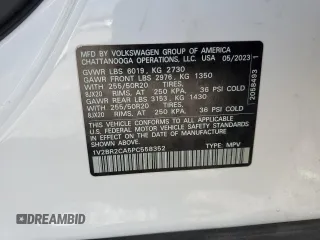 MFD BY VOLKSWAGEN GROUP OF AMERICA
CHATTANOOGA OPERATIONS, LLC. USA 05/2023
GVWR LBS 6019, KG 2730
GAWR FRONT LBS 2976, KG 1350
WITH 255/50R20 TIRES,
8JX20 RIMS, AT 250 KPA, 36 PSI COLD
GAWR REAR LBS 3153, KG 1430
WITH 255/50R20 TIRES,
8JX20 RIMS, AT 250 KPA, 36 PSI COLD
THIS VEHICLE CONFORMS TO ALL APPLICABLE
U.S. FEDERAL MOTOR VEHICLE SAFETY
STANDARDS IN EFFECT ON THE DATE OF
MANUFACTURE SHOWN ABOVE.
1V2BR2CA5PC558352 TYPE: MPV
2068493 1